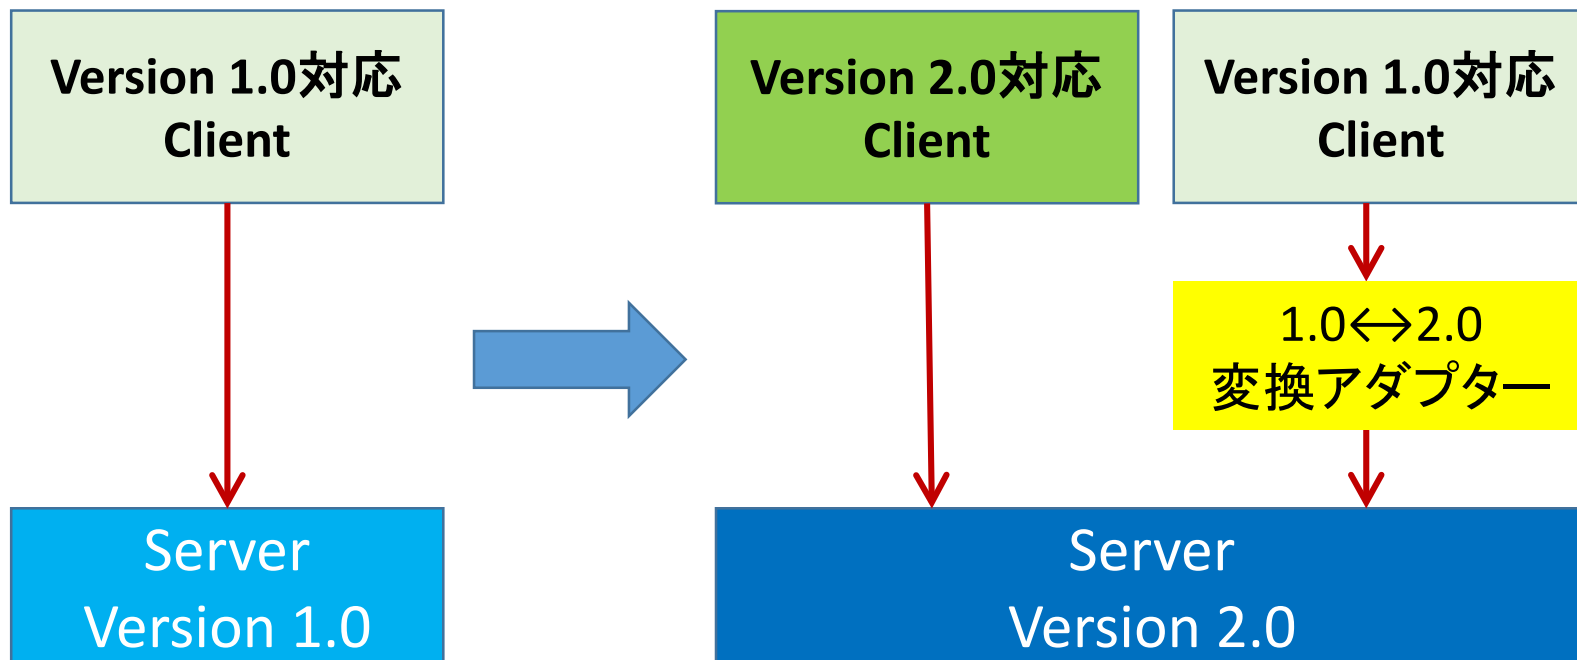 Version 1.0対応
Client
Version 2.0対応
Client
Version 1.0対応
Client
1.0↔2.0
変換アダプター
Server
Version 1.0
Server
Version 2.0